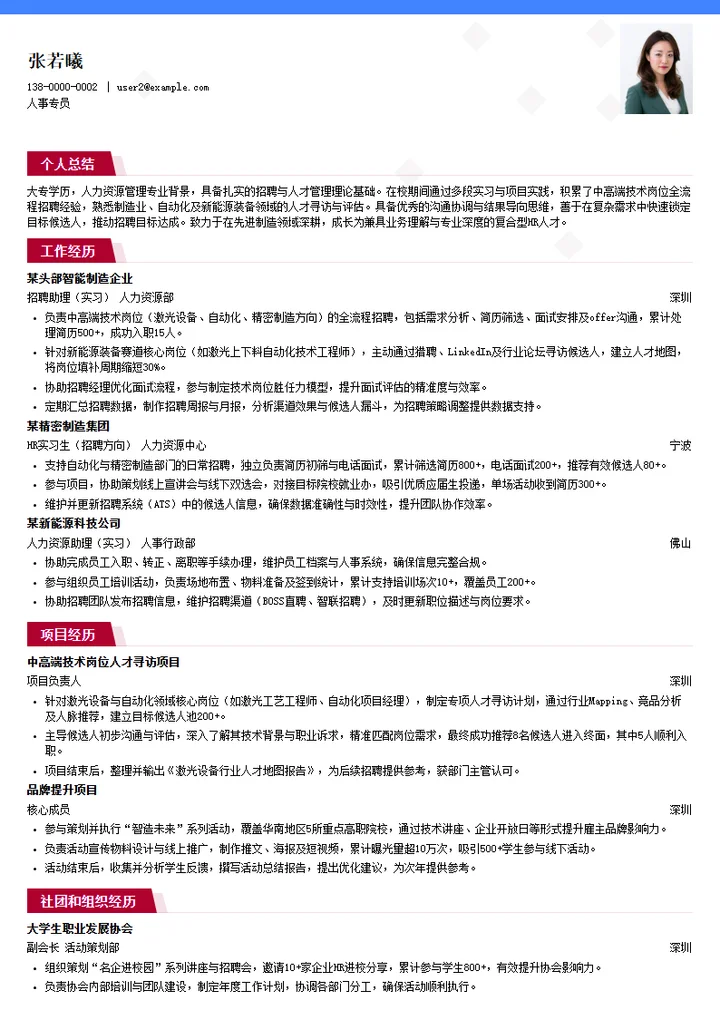 张若曦
138-0000-0002 | user2@example.com
人事专员
个人总结
大专学历，人力资源管理专业背景，具备扎实的招聘与人才管理理论基础。在校期间通过多段实习与项目实践，积累了中高端技术岗位全流
程招聘经验，熟悉制造业、自动化及新能源装备领域的人才寻访与评估。具备优秀的沟通协调与结果导向思维，善于在复杂需求中快速锁定
目标候选人，推动招聘目标达成。致力于在先进制造领域深耕，成长为兼具业务理解与专业深度的复合型HR人才。
工作经历
某头部智能制造企业
招聘助理（实习） 人力资源部 深圳
• 负责中高端技术岗位（激光设备、自动化、精密制造方向）的全流程招聘，包括需求分析、简历筛选、面试安排及offer沟通，累计处
理简历500+，成功入职15人。
• 针对新能源装备赛道核心岗位（如激光上下料自动化技术工程师），主动通过猎聘、LinkedIn及行业论坛寻访候选人，建立人才地图，
将岗位填补周期缩短30%。
• 协助招聘经理优化面试流程，参与制定技术岗位胜任力模型，提升面试评估的精准度与效率。
• 定期汇总招聘数据，制作招聘周报与月报，分析渠道效果与候选人漏斗，为招聘策略调整提供数据支持。
某精密制造集团
HR实习生（招聘方向） 人力资源中心 宁波
• 支持自动化与精密制造部门的日常招聘，独立负责简历初筛与电话面试，累计筛选简历800+，电话面试200+，推荐有效候选人80+。
• 参与项目，协助策划线上宣讲会与线下双选会，对接目标院校就业办，吸引优质应届生投递，单场活动收到简历300+。
• 维护并更新招聘系统（ATS）中的候选人信息，确保数据准确性与时效性，提升团队协作效率。
某新能源科技公司
人力资源助理（实习） 人事行政部 佛山
• 协助完成员工入职、转正、离职等手续办理，维护员工档案与人事系统，确保信息完整合规。
• 参与组织员工培训活动，负责场地布置、物料准备及签到统计，累计支持培训场次10+，覆盖员工200+。
• 协助招聘团队发布招聘信息，维护招聘渠道（BOSS直聘、智联招聘），及时更新职位描述与岗位要求。
项目经历
中高端技术岗位人才寻访项目
项目负责人 深圳
• 针对激光设备与自动化领域核心岗位（如激光工艺工程师、自动化项目经理），制定专项人才寻访计划，通过行业Mapping、竞品分析
及人脉推荐，建立目标候选人池200+。
• 主导候选人初步沟通与评估，深入了解其技术背景与职业诉求，精准匹配岗位需求，最终成功推荐8名候选人进入终面，其中5人顺利入
职。
• 项目结束后，整理并输出《激光设备行业人才地图报告》，为后续招聘提供参考，获部门主管认可。
品牌提升项目
核心成员 深圳
• 参与策划并执行“智造未来”系列活动，覆盖华南地区5所重点高职院校，通过技术讲座、企业开放日等形式提升雇主品牌影响力。
• 负责活动宣传物料设计与线上推广，制作推文、海报及短视频，累计曝光量超10万次，吸引500+学生参与线下活动。
• 活动结束后，收集并分析学生反馈，撰写活动总结报告，提出优化建议，为次年提供参考。
社团和组织经历
大学生职业发展协会
副会长 活动策划部 深圳
• 组织策划“名企进校园”系列讲座与招聘会，邀请10+家企业HR进校分享，累计参与学生800+，有效提升协会影响力。
• 负责协会内部培训与团队建设，制定年度工作计划，协调各部门分工，确保活动顺利执行。